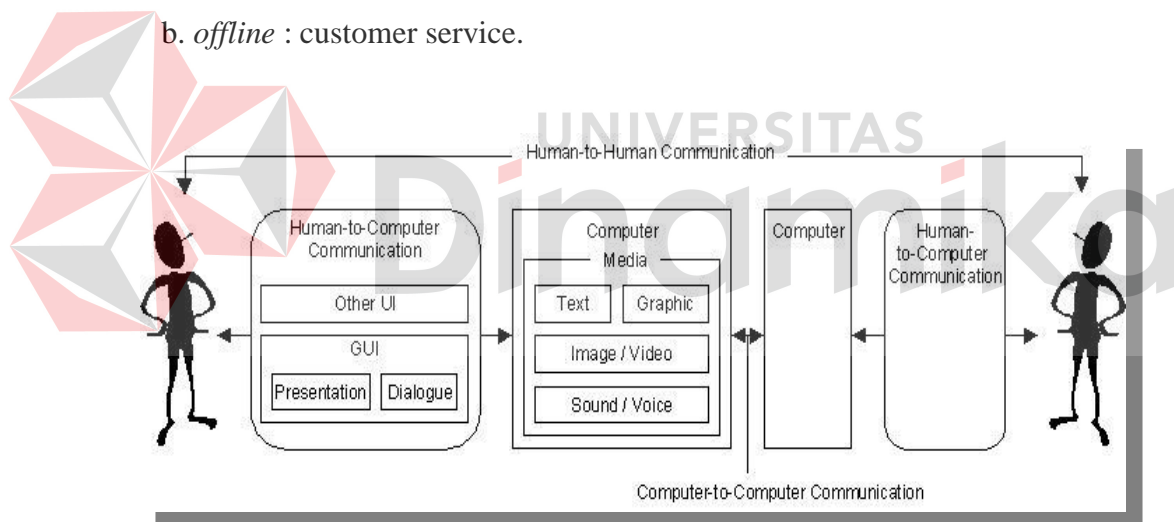 b. offline : customer service.
UNIVERSITAS
Dinamika
Human-to-Human Communication
Human-to-Computer
Communication
Other UI
GUI
Presentation Dialogue
Computer
Media
Text Graphic
Image / Video
Sound / Voice
Computer
Human-
to-Computer
Communication
Computer-to-Computer Communication